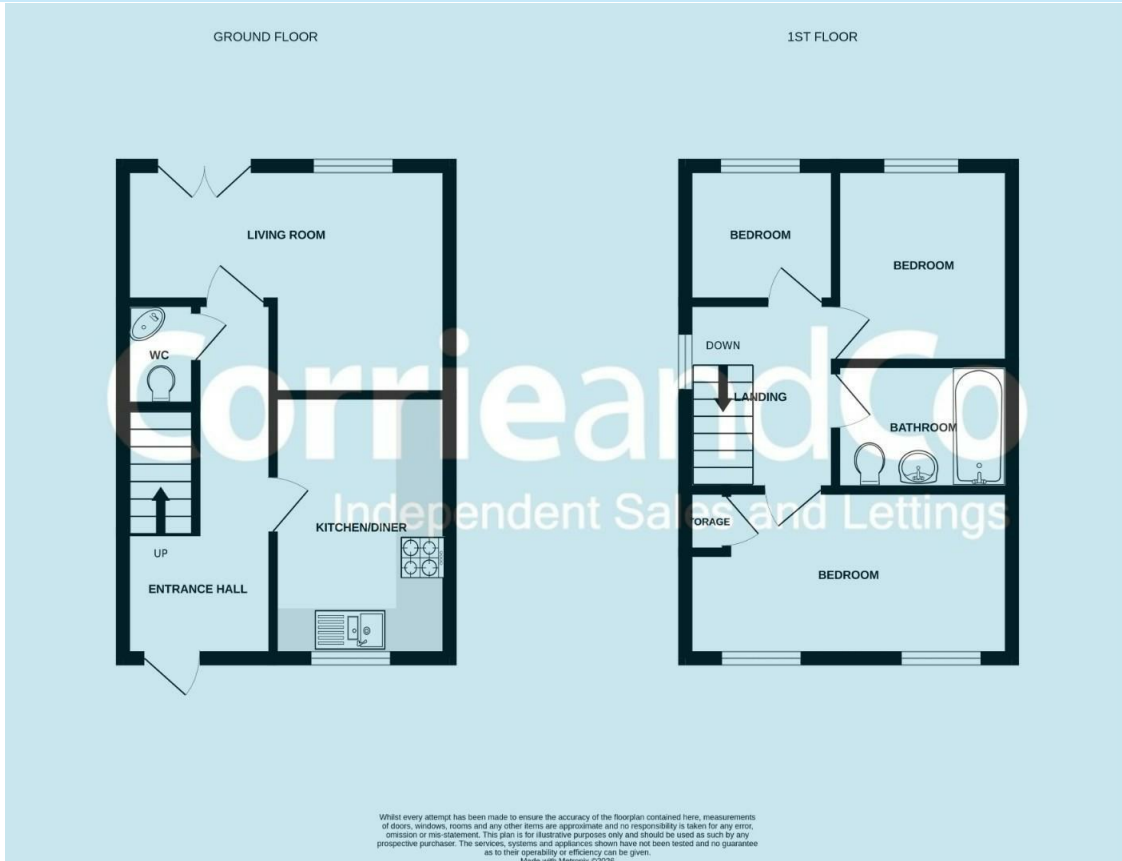 GROUND FLOOR
1ST FLOOR
LIVING ROOM
WC
KITCHEN/DINER
UP
ENTRANCE HALL
BEDROOM
BEDROOM
DOWN
LANDING
BATHROOM
TORAGE
BEDROOM
CorrieandCo
Independent Sales and Lettings
Whilst every attempt has been made to ensure the accuracy of the floorplan contained here, measurements
of doors, windows, rooms and any other items are approximate and no responsibility is taken for any error,
omission or mis-statement. This plan is for illustrative purposes only and should be used as such by any
prospective purchaser. The services, systems and appliances shown have not been tested and no guarantee
as to their operability or efficiency can be given.
Made with Metropix ©2026